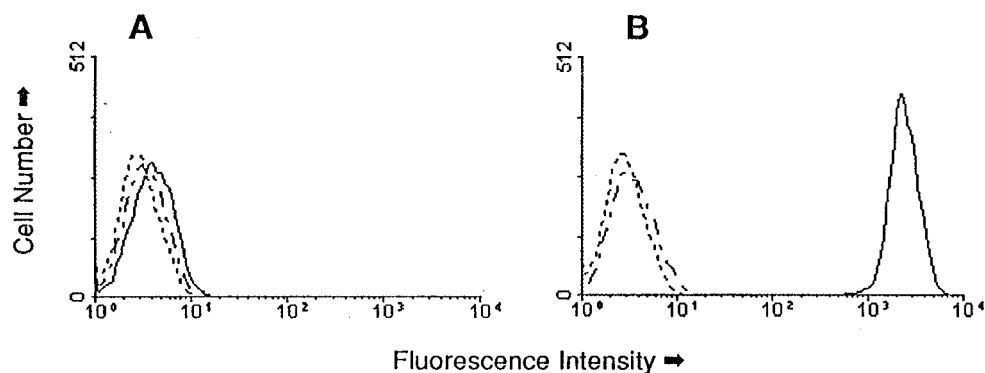 A
B
512
0
10⁰ 10¹ 10² 10³ 10⁴
512
0
10⁰ 10¹ 10² 10³ 10⁴
Cell Number ➡
Fluorescence Intensity ➡